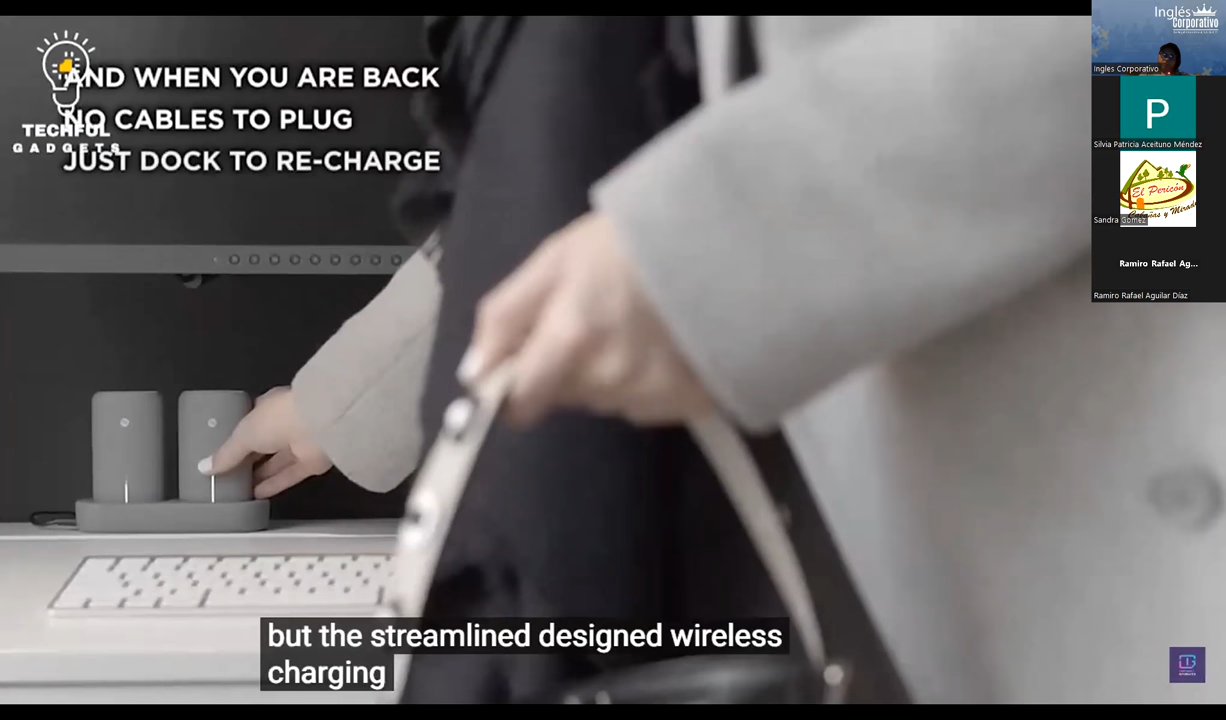 AND WHEN YOU ARE BACK
NO CABLES TO PLUG
JUST DOCK TO RE-CHARGE
TECHFUL
GADGETS
but the streamlined designed wireless
charging
Inglés
Corporativo
Ingles Corporativo
P
Silvia Patricia Aceituno Méndez
El Pericón
Cabañas y Mirado
Sandra Gomez
Ramiro Rafael Ag...
Ramiro Rafael Aguilar Díaz